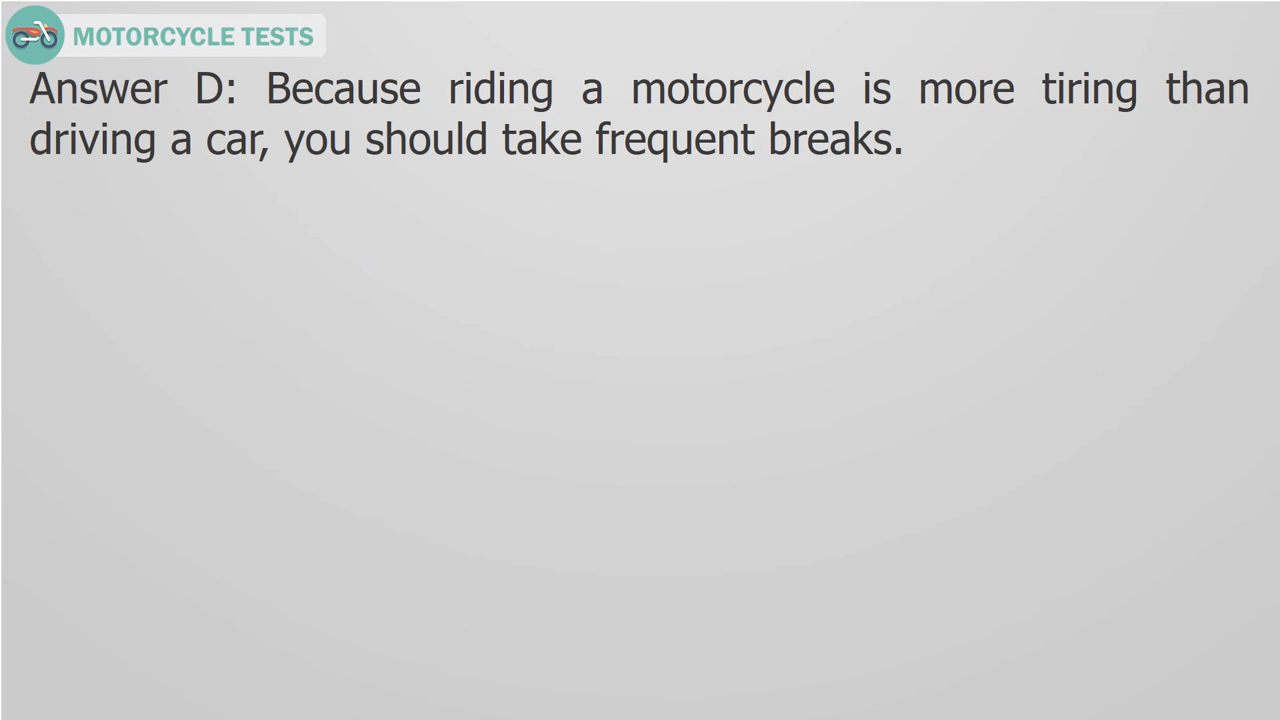 MOTORCYCLE TESTS
Answer D: Because riding a motorcycle is more tiring than
driving a car, you should take frequent breaks.